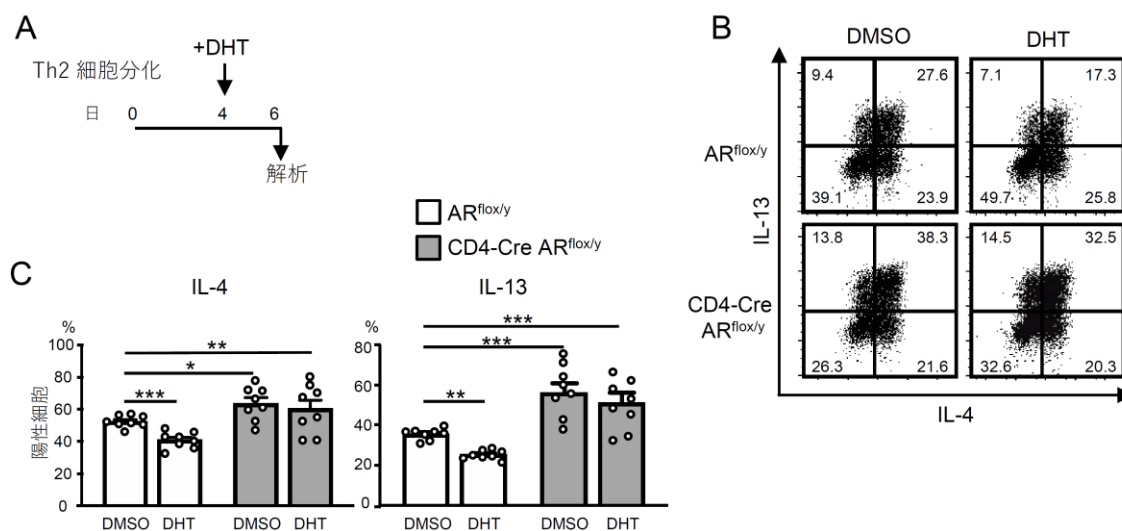 A
+DHT
Th2 細胞分化
日 0 4 6
解析
B
DMSO DHT
9.4 27.6 7.1 17.3
AR^flox/y
39.1 23.9 49.7 25.8
13.8 38.3 14.5 32.5
CD4-Cre
AR^flox/y
26.3 21.6 32.6 20.3
IL-13
IL-4
AR^flox/y
CD4-Cre AR^flox/y
C
IL-4
%
陽性細胞
100
80
60
40
20
0
**
*
***
DMSO DHT DMSO DHT
IL-13
%
80
60
40
20
0
***
***
**
DMSO DHT DMSO DHT